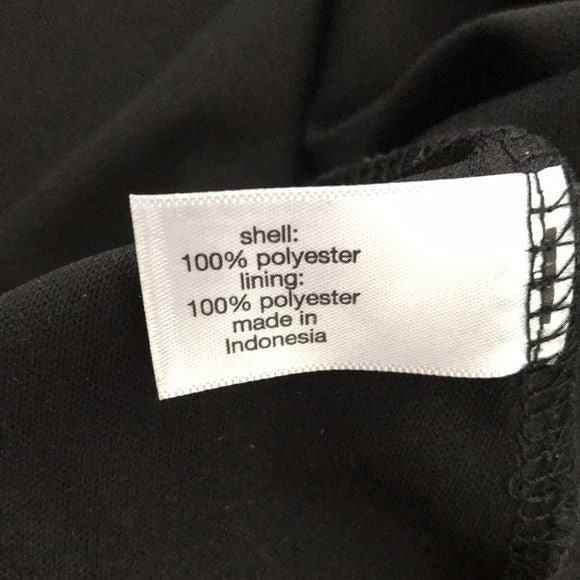 shell:
100% polyester
lining:
100% polyester
made in
Indonesia